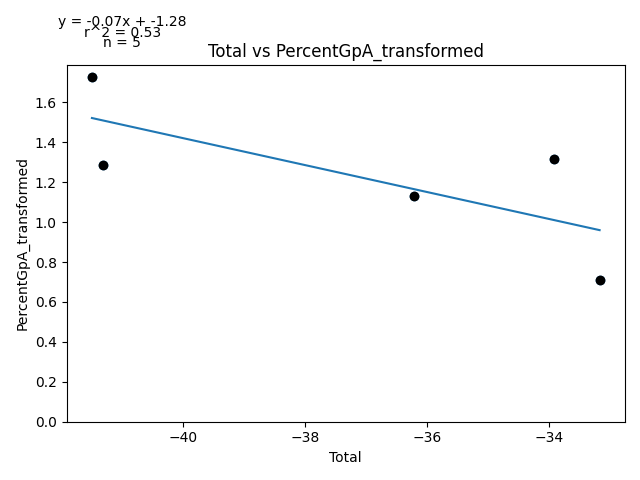 y = -0.07x + -1.28
r^2 = 0.53
n = 5
Total vs PercentGpA_transformed
PercentGpA_transformed
1.6
1.4
1.2
1.0
0.8
0.6
0.4
0.2
0.0
−40 −38 −36 −34
Total